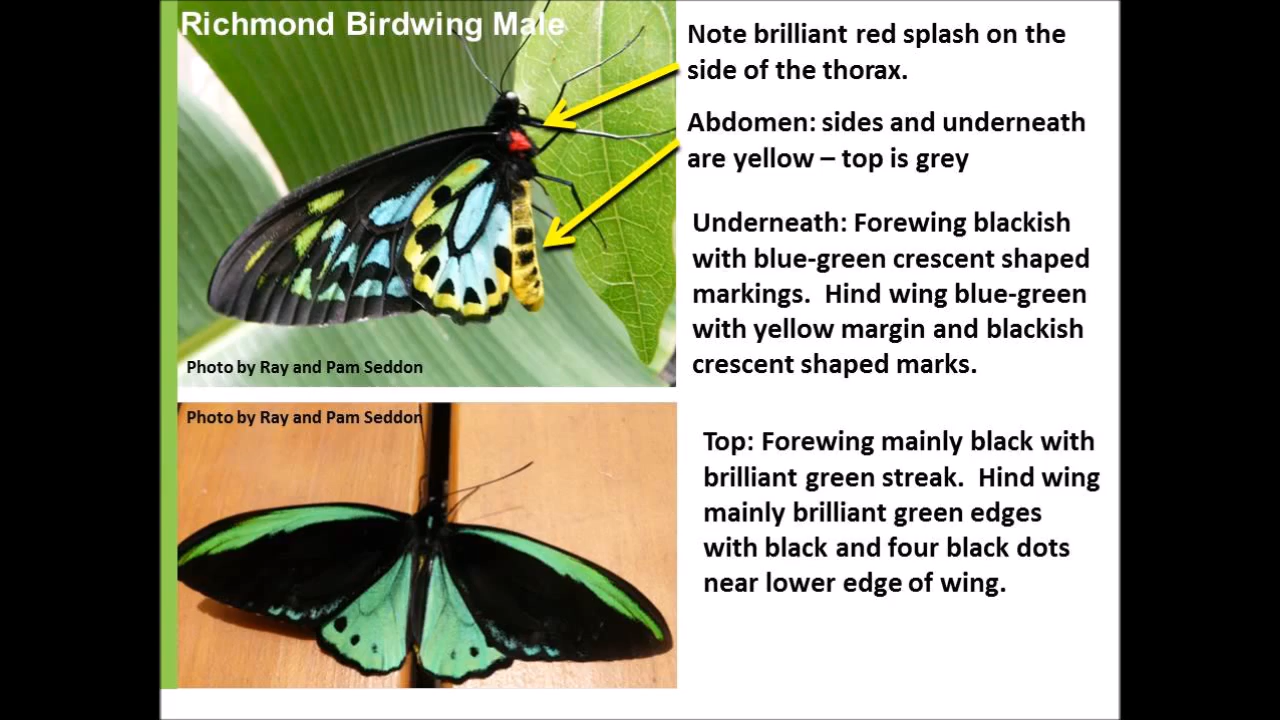 Richmond Birdwing Male
Note brilliant red splash on the
side of the thorax.
Abdomen: sides and underneath
are yellow – top is grey
Underneath: Forewing blackish
with blue-green crescent shaped
markings.  Hind wing blue-green
with yellow margin and blackish
crescent shaped marks.
Photo by Ray and Pam Seddon
Photo by Ray and Pam Seddon
Top: Forewing mainly black with
brilliant green streak.  Hind wing
mainly brilliant green edges
with black and four black dots
near lower edge of wing.